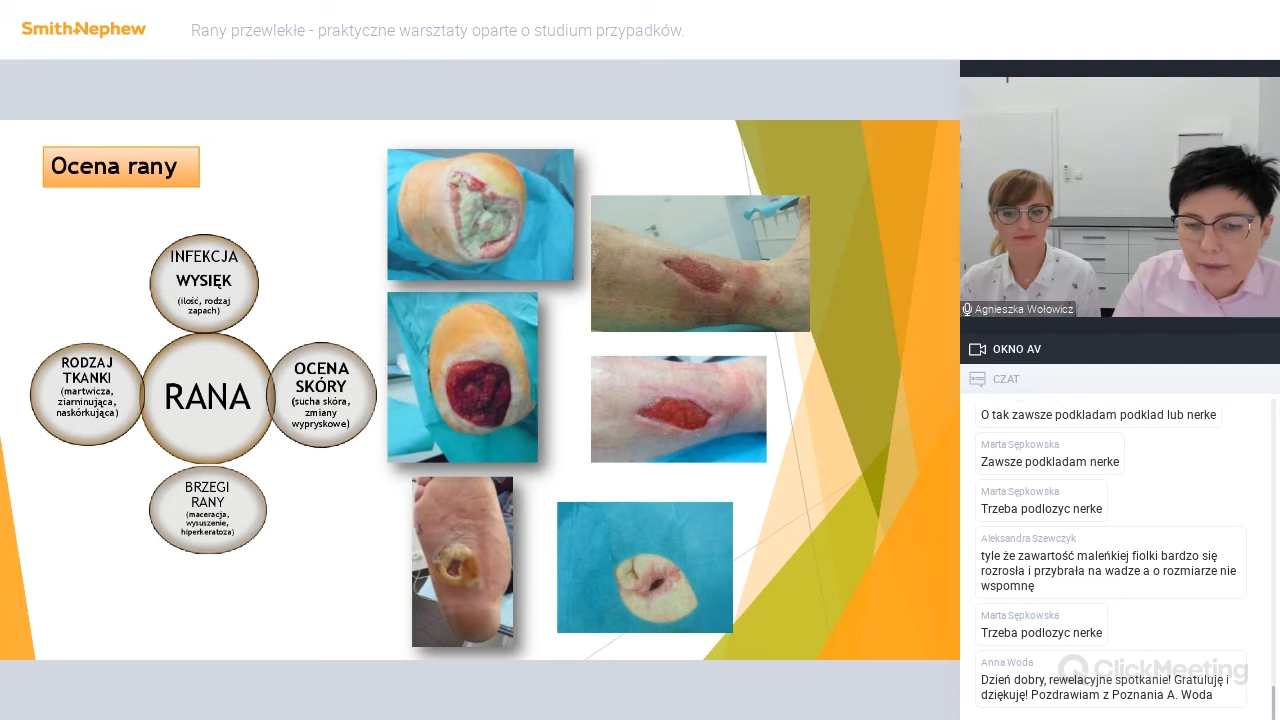 Smith+Nephew
Rany przewlekłe - praktyczne warsztaty oparte o studium przypadków.
Ocena rany
INFEKCJA
WYSIĘK
(ilość, rodzaj
zapach)
RODZAJ
TKANKI
(martwicza,
ziarninująca,
naskórkująca)
RANA
OCENA
SKÓRY
(sucha skóra,
zmiany
wypryskowe)
BRZEGI
RANY
(maceracja,
wysuszenie,
hiperkeratoza)
Agnieszka Wołowicz
OKNO AV
CZAT
O tak zawsze podkladam podklad lub nerke
Marta Sępkowska
Zawsze podkladam nerke
Marta Sępkowska
Trzeba podlozyc nerke
Aleksandra Szewczyk
tyle że zawartość maleńkiej fiolki bardzo się
rozrosła i przybrała na wadze a o rozmiarze nie
wspomnę
Marta Sępkowska
Trzeba podlozyc nerke
Anna Woda
Dzień dobry, rewelacyjne spotkanie! Gratuluję i
dziękuję! Pozdrawiam z Poznania A. Woda
ClickMeeting